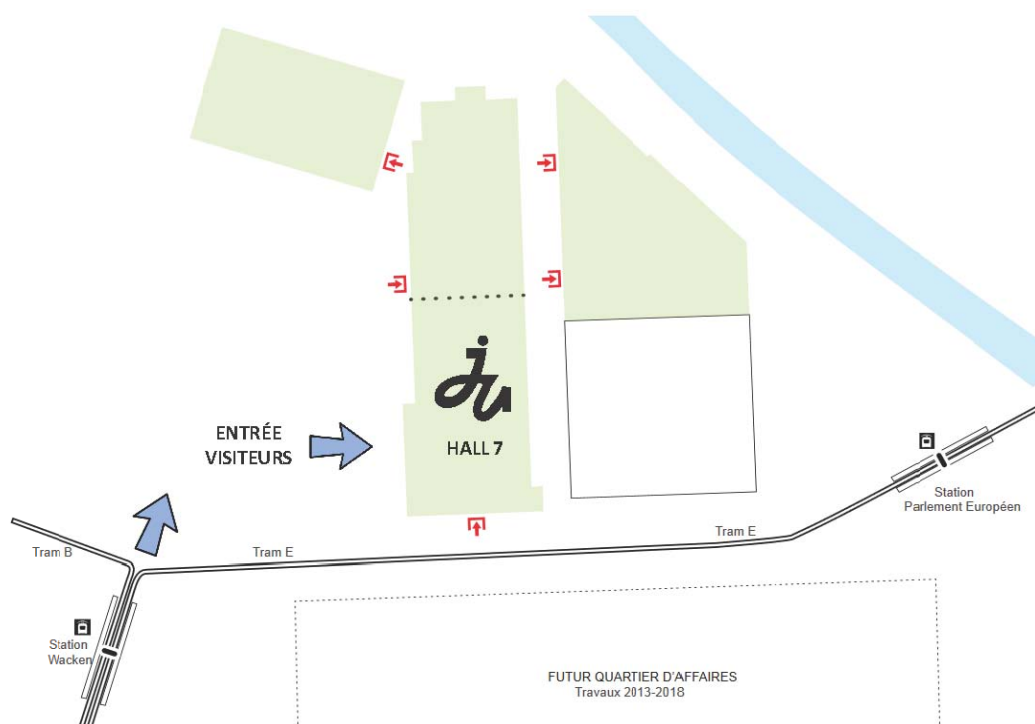 ENTRÉE
VISITEURS
HALL 7
Station
Parlement Européen
Tram B
Tram E
Tram E
Station
Wacken
FUTUR QUARTIER D'AFFAIRES
Travaux 2013-2018